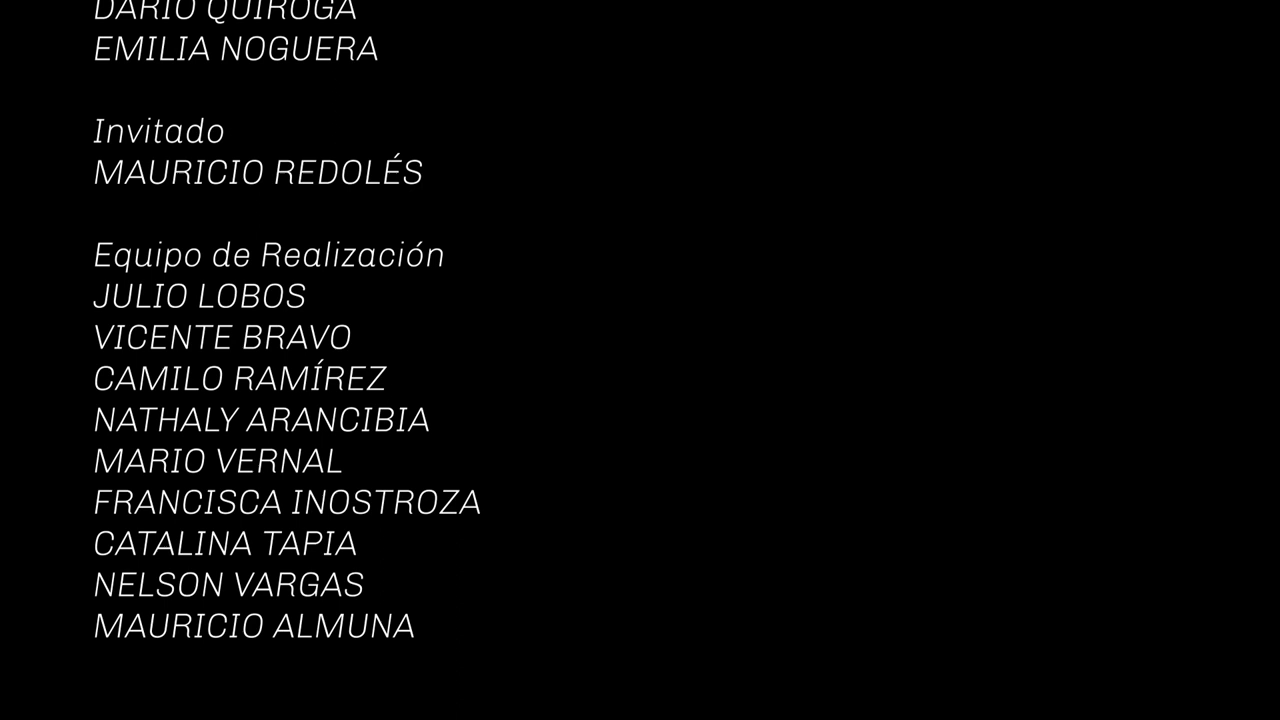 DARIO QUIROGA
EMILIA NOGUERA
Invitado
MAURICIO REDOLÉS
Equipo de Realización
JULIO LOBOS
VICENTE BRAVO
CAMILO RAMÍREZ
NATHALY ARANCIBIA
MARIO VERNAL
FRANCISCA INOSTROZA
CATALINA TAPIA
NELSON VARGAS
MAURICIO ALMUNA